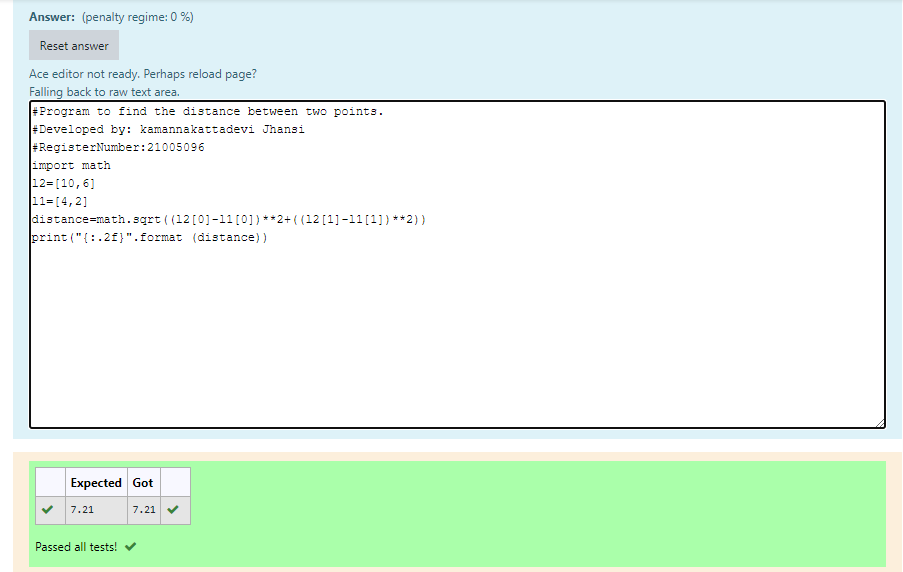 Answer: (penalty regime: 0 %)
Reset answer
Ace editor not ready. Perhaps reload page?
Falling back to raw text area.
#Program to find the distance between two points.
#Developed by: kamannakattadevi Jhansi
#RegisterNumber:21005096
import math
l2=[10,6]
l1=[4,2]
distance=math.sqrt((l2[0]-l1[0])**2+((l2[1]-l1[1])**2))
print("{:.2f}".format (distance))
Expected Got
7.21 7.21
Passed all tests!